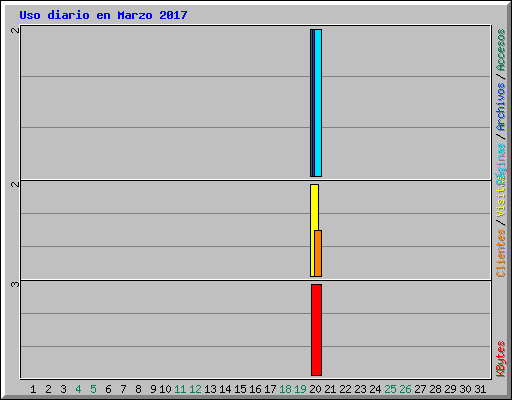 Uso diario en Marzo 2017
2
2
3
1 2 3 4 5 6 7 8 9 10 11 12 13 14 15 16 17 18 19 20 21 22 23 24 25 26 27 28 29 30 31
Páginas / Archivos / Accesos
Clientes / Visitas
KBytes